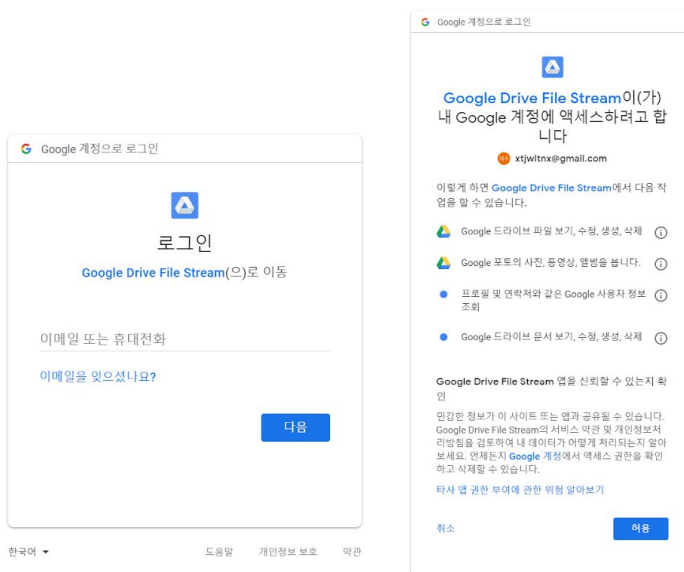 Google 계정으로 로그인
로그인
Google Drive File Stream(으)로 이동
이메일 또는 휴대전화
이메일을 잊으셨나요?
다음
한국어
도움말
개인정보 보호
약관
Google 계정으로 로그인
Google Drive File Stream이(가)
내 Google 계정에 액세스하려고 합
니다
xtjwltnx@gmail.com
이렇게 하면 Google Drive File Stream에서 다음 작
업을 할 수 있습니다.
Google 드라이브 파일 보기, 수정, 생성, 삭제
Google 포토의 사진, 동영상, 앨범을 봅니다.
프로필 및 연락처와 같은 Google 사용자 정보
조회
Google 드라이브 문서 보기, 수정, 생성, 삭제
Google Drive File Stream 앱을 신뢰할 수 있는지 확
인
민감한 정보가 이 사이트 또는 앱과 공유될 수 있습니다.
Google Drive File Stream의 서비스 약관 및 개인정보처
리방침을 검토하여 내 데이터가 어떻게 처리되는지 알아
보세요. 언제든지 Google 계정에서 액세스 권한을 확인
하고 삭제할 수 있습니다.
타사 앱 권한 부여에 관한 위험 알아보기
취소
허용